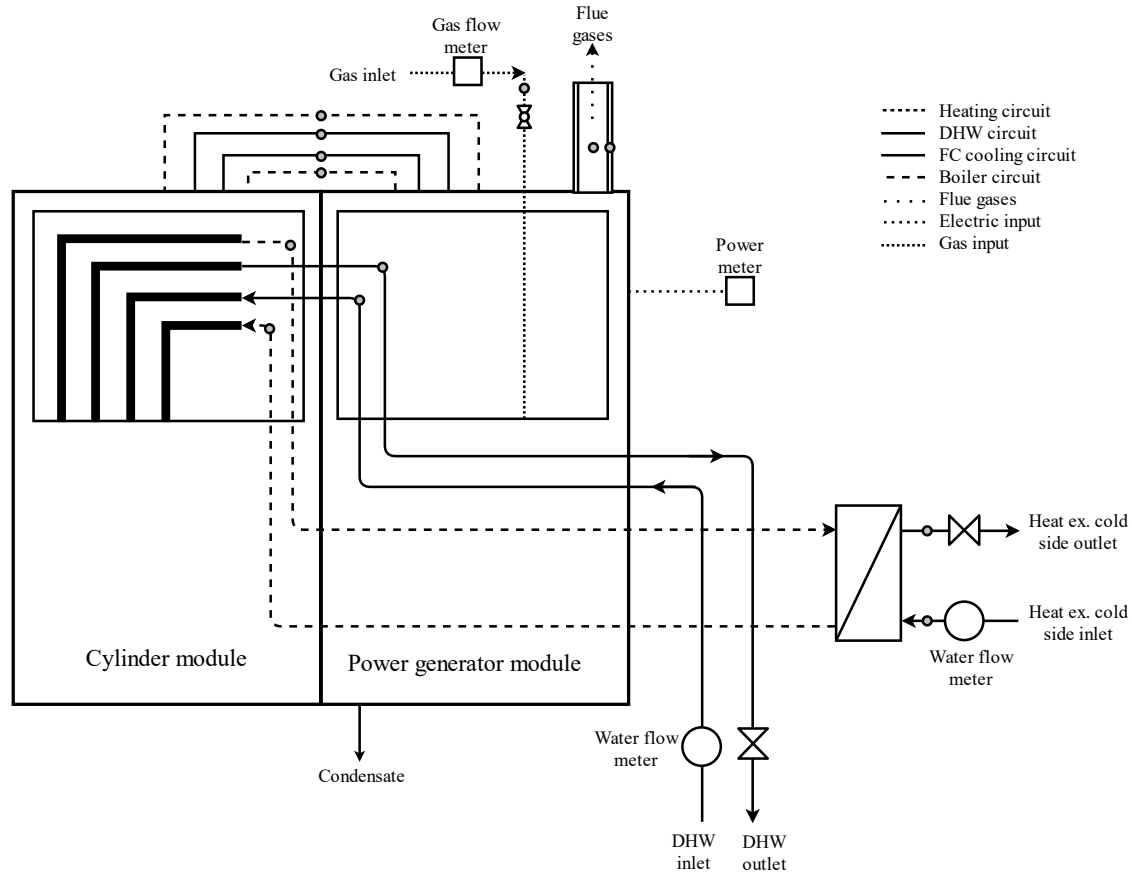 Flue
gases
Gas flow
meter
Gas inlet
Heating circuit
DHW circuit
FC cooling circuit
Boiler circuit
Flue gases
Electric input
Gas input
Power
meter
Heat ex. cold
side outlet
Heat ex. cold
side inlet
Water flow
meter
Cylinder module
Power generator module
Water flow
meter
Condensate
DHW
inlet
DHW
outlet